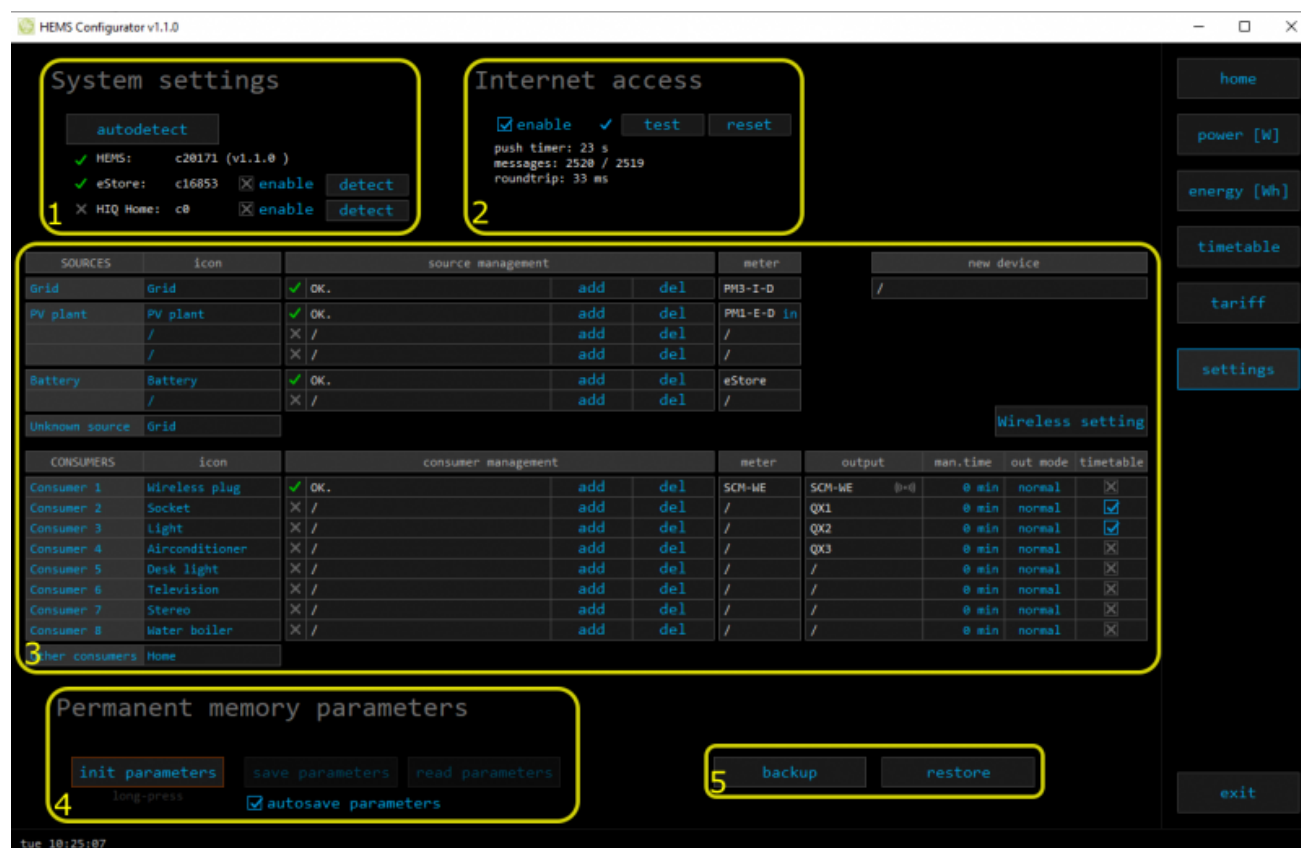 HEMS Configurator v1.1.0
System settings
autodetect
HEMS: c20171 (v1.1.0 )
eStore: c16853 enable detect
HIQ Home: c0 enable detect
1
Internet access
enable test reset
push timer: 23 s
messages: 2520 / 2519
roundtrip: 33 ms
2
home
power [W]
energy [Wh]
timetable
tariff
settings
SOURCES icon source management meter new device
Grid Grid OK. add del PM3-I-D /
PV plant PV plant OK. add del PM1-E-D in
/ / add del /
/ / add del /
Battery Battery OK. add del eStore
/ / add del /
Unknown source Grid
Wireless setting
CONSUMERS icon consumer management meter output man.time out mode timetable
Consumer 1 Wireless plug OK. add del SCM-WE SCM-WE 0 min normal
Consumer 2 Socket / add del / QX1 0 min normal
Consumer 3 Light / add del / QX2 0 min normal
Consumer 4 Airconditioner / add del / QX3 0 min normal
Consumer 5 Desk light / add del / / 0 min normal
Consumer 6 Television / add del / / 0 min normal
Consumer 7 Stereo / add del / / 0 min normal
Consumer 8 Water boiler / add del / / 0 min normal
Other consumers Home
3
Permanent memory parameters
init parameters save parameters read parameters
long-press
autosave parameters
4
backup restore
5
exit
tue 10:25:07